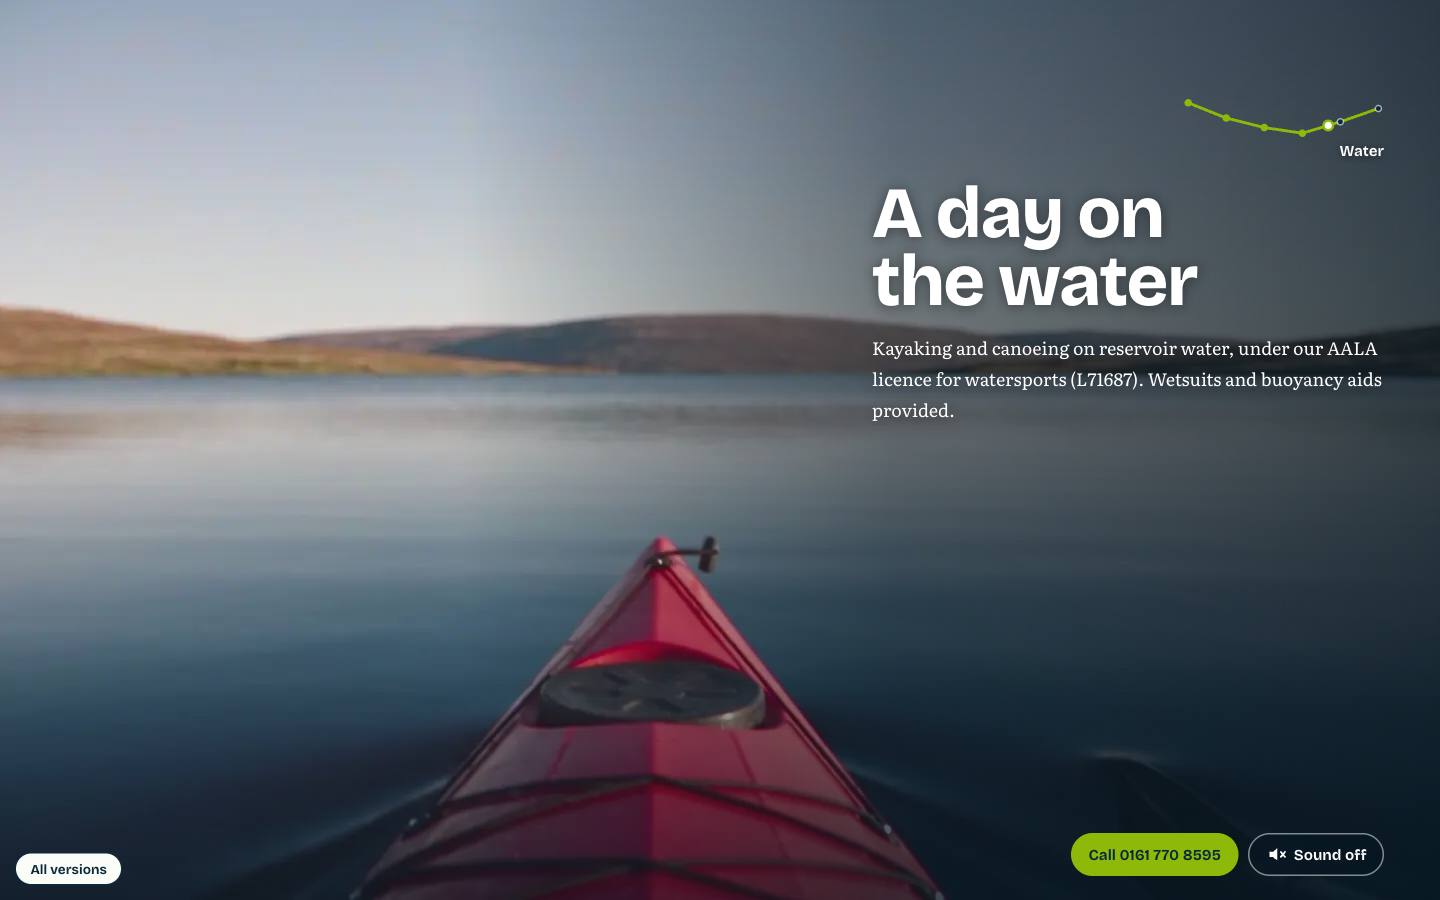 Water
A day on
the water
Kayaking and canoeing on reservoir water, under our AALA
licence for watersports (L71687). Wetsuits and buoyancy aids
provided.
All versions
Call 0161 770 8595
Sound off